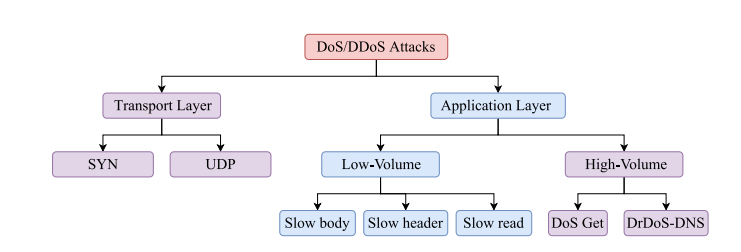 DoS/DDoS Attacks
Transport Layer
Application Layer
SYN
UDP
Low-Volume
High-Volume
Slow body
Slow header
Slow read
DoS Get
DrDoS-DNS